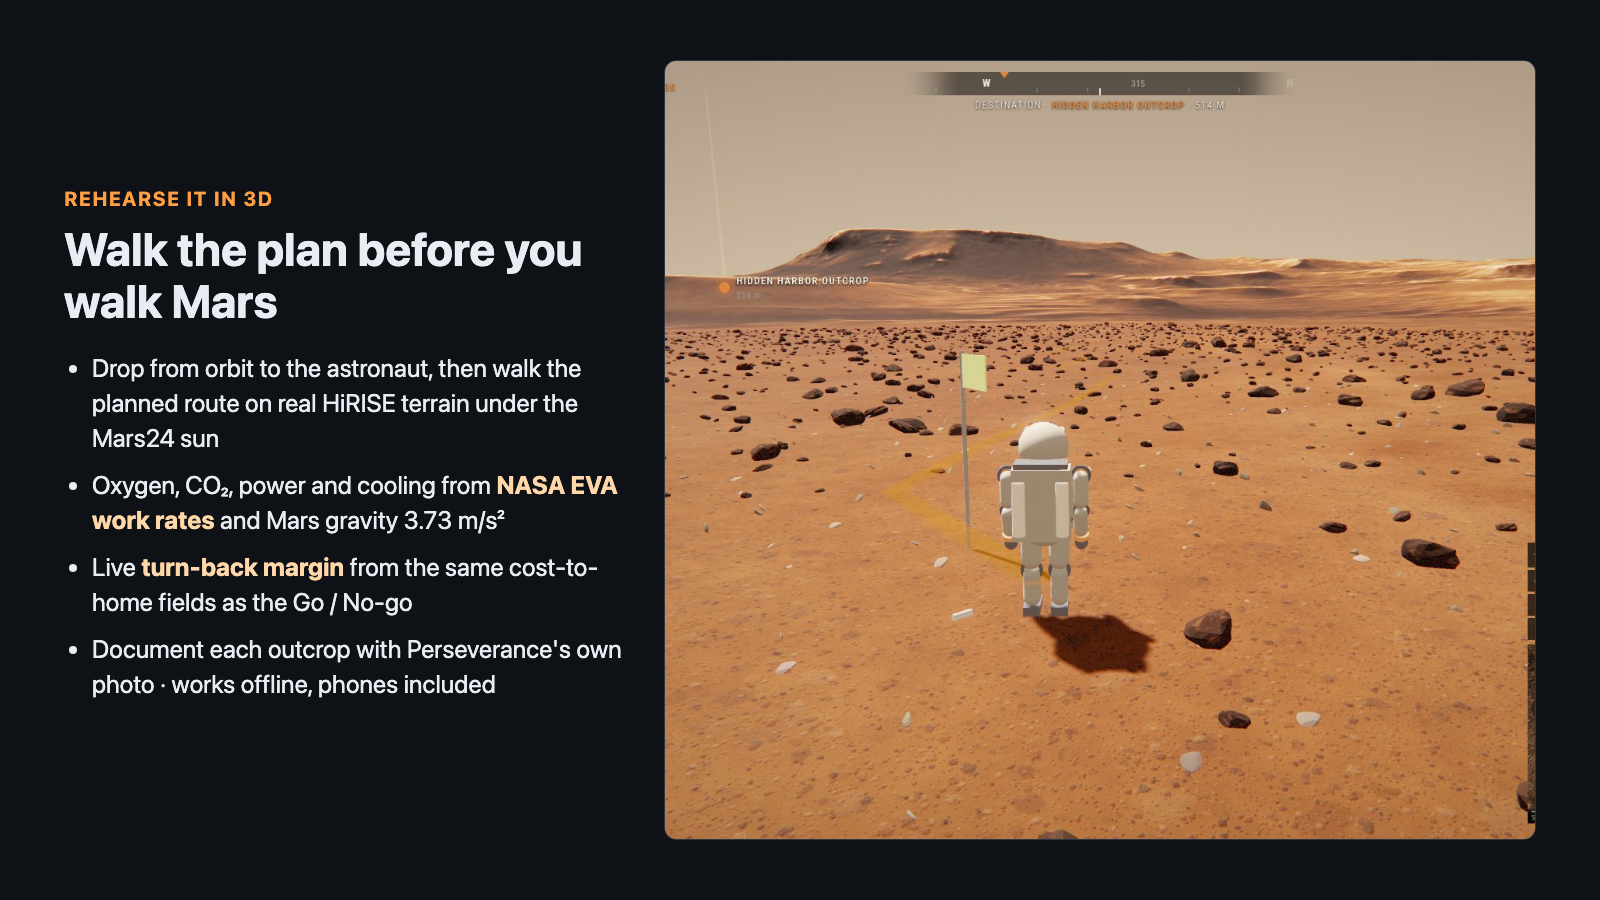 REHEARSE IT IN 3D
Walk the plan before you
walk Mars
• Drop from orbit to the astronaut, then walk the
planned route on real HiRISE terrain under the
Mars24 sun
• Oxygen, CO₂, power and cooling from NASA EVA
work rates and Mars gravity 3.73 m/s²
• Live turn-back margin from the same cost-to-
home fields as the Go / No-go
• Document each outcrop with Perseverance's own
photo · works offline, phones included
W 315 N
DESTINATION · HIDDEN HARBOR OUTCROP · 514 M
HIDDEN HARBOR OUTCROP
514 m